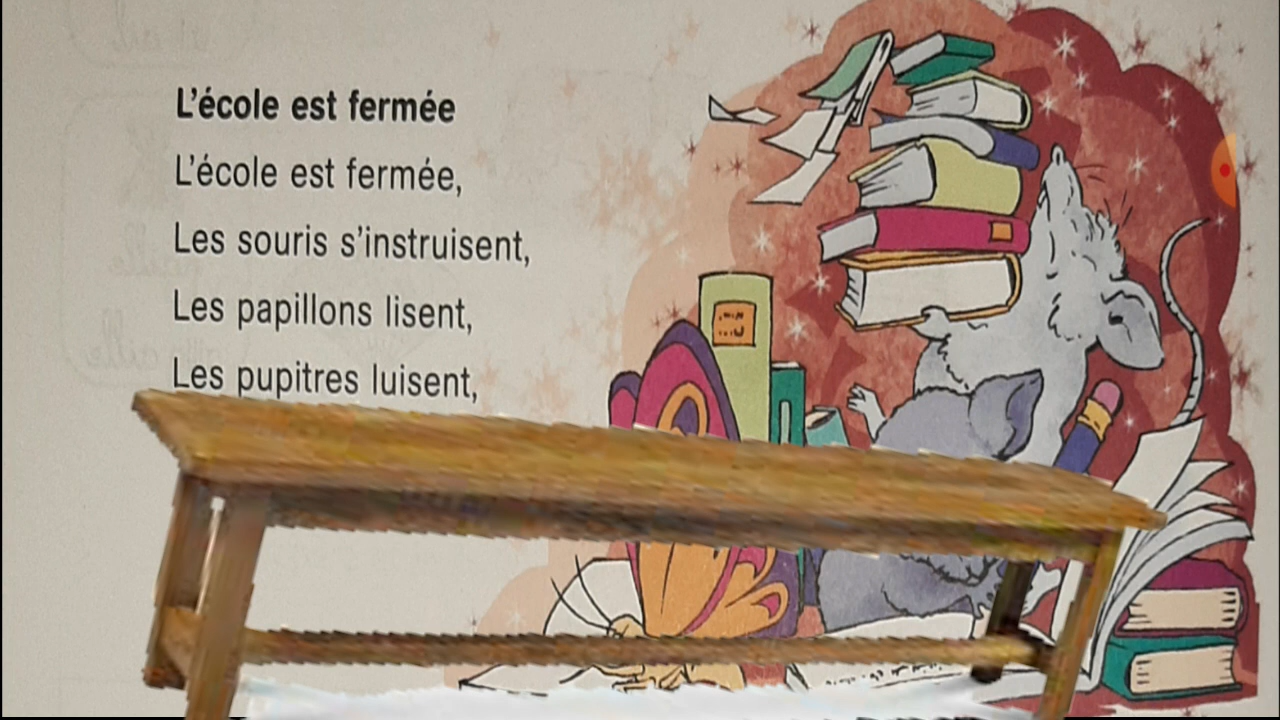 L'école est fermée
L'école est fermée,
Les souris s'instruisent,
Les papillons lisent,
Les pupitres luisent,